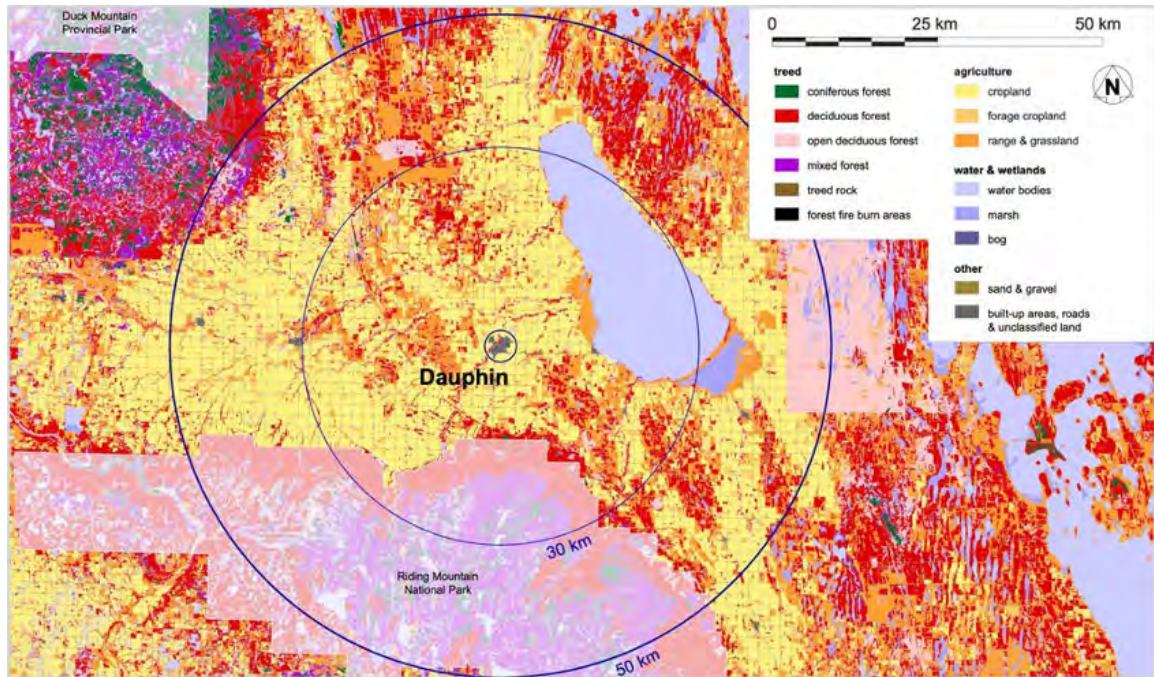 Duck Mountain
Provincial Park
0 25 km 50 km
treed
coniferous forest
deciduous forest
open deciduous forest
mixed forest
treed rock
forest fire burn areas
agriculture
cropland
forage cropland
range & grassland
water & wetlands
water bodies
marsh
bog
other
sand & gravel
built-up areas, roads
& unclassified land
N
Dauphin
30 km
Riding Mountain
National Park
50 km